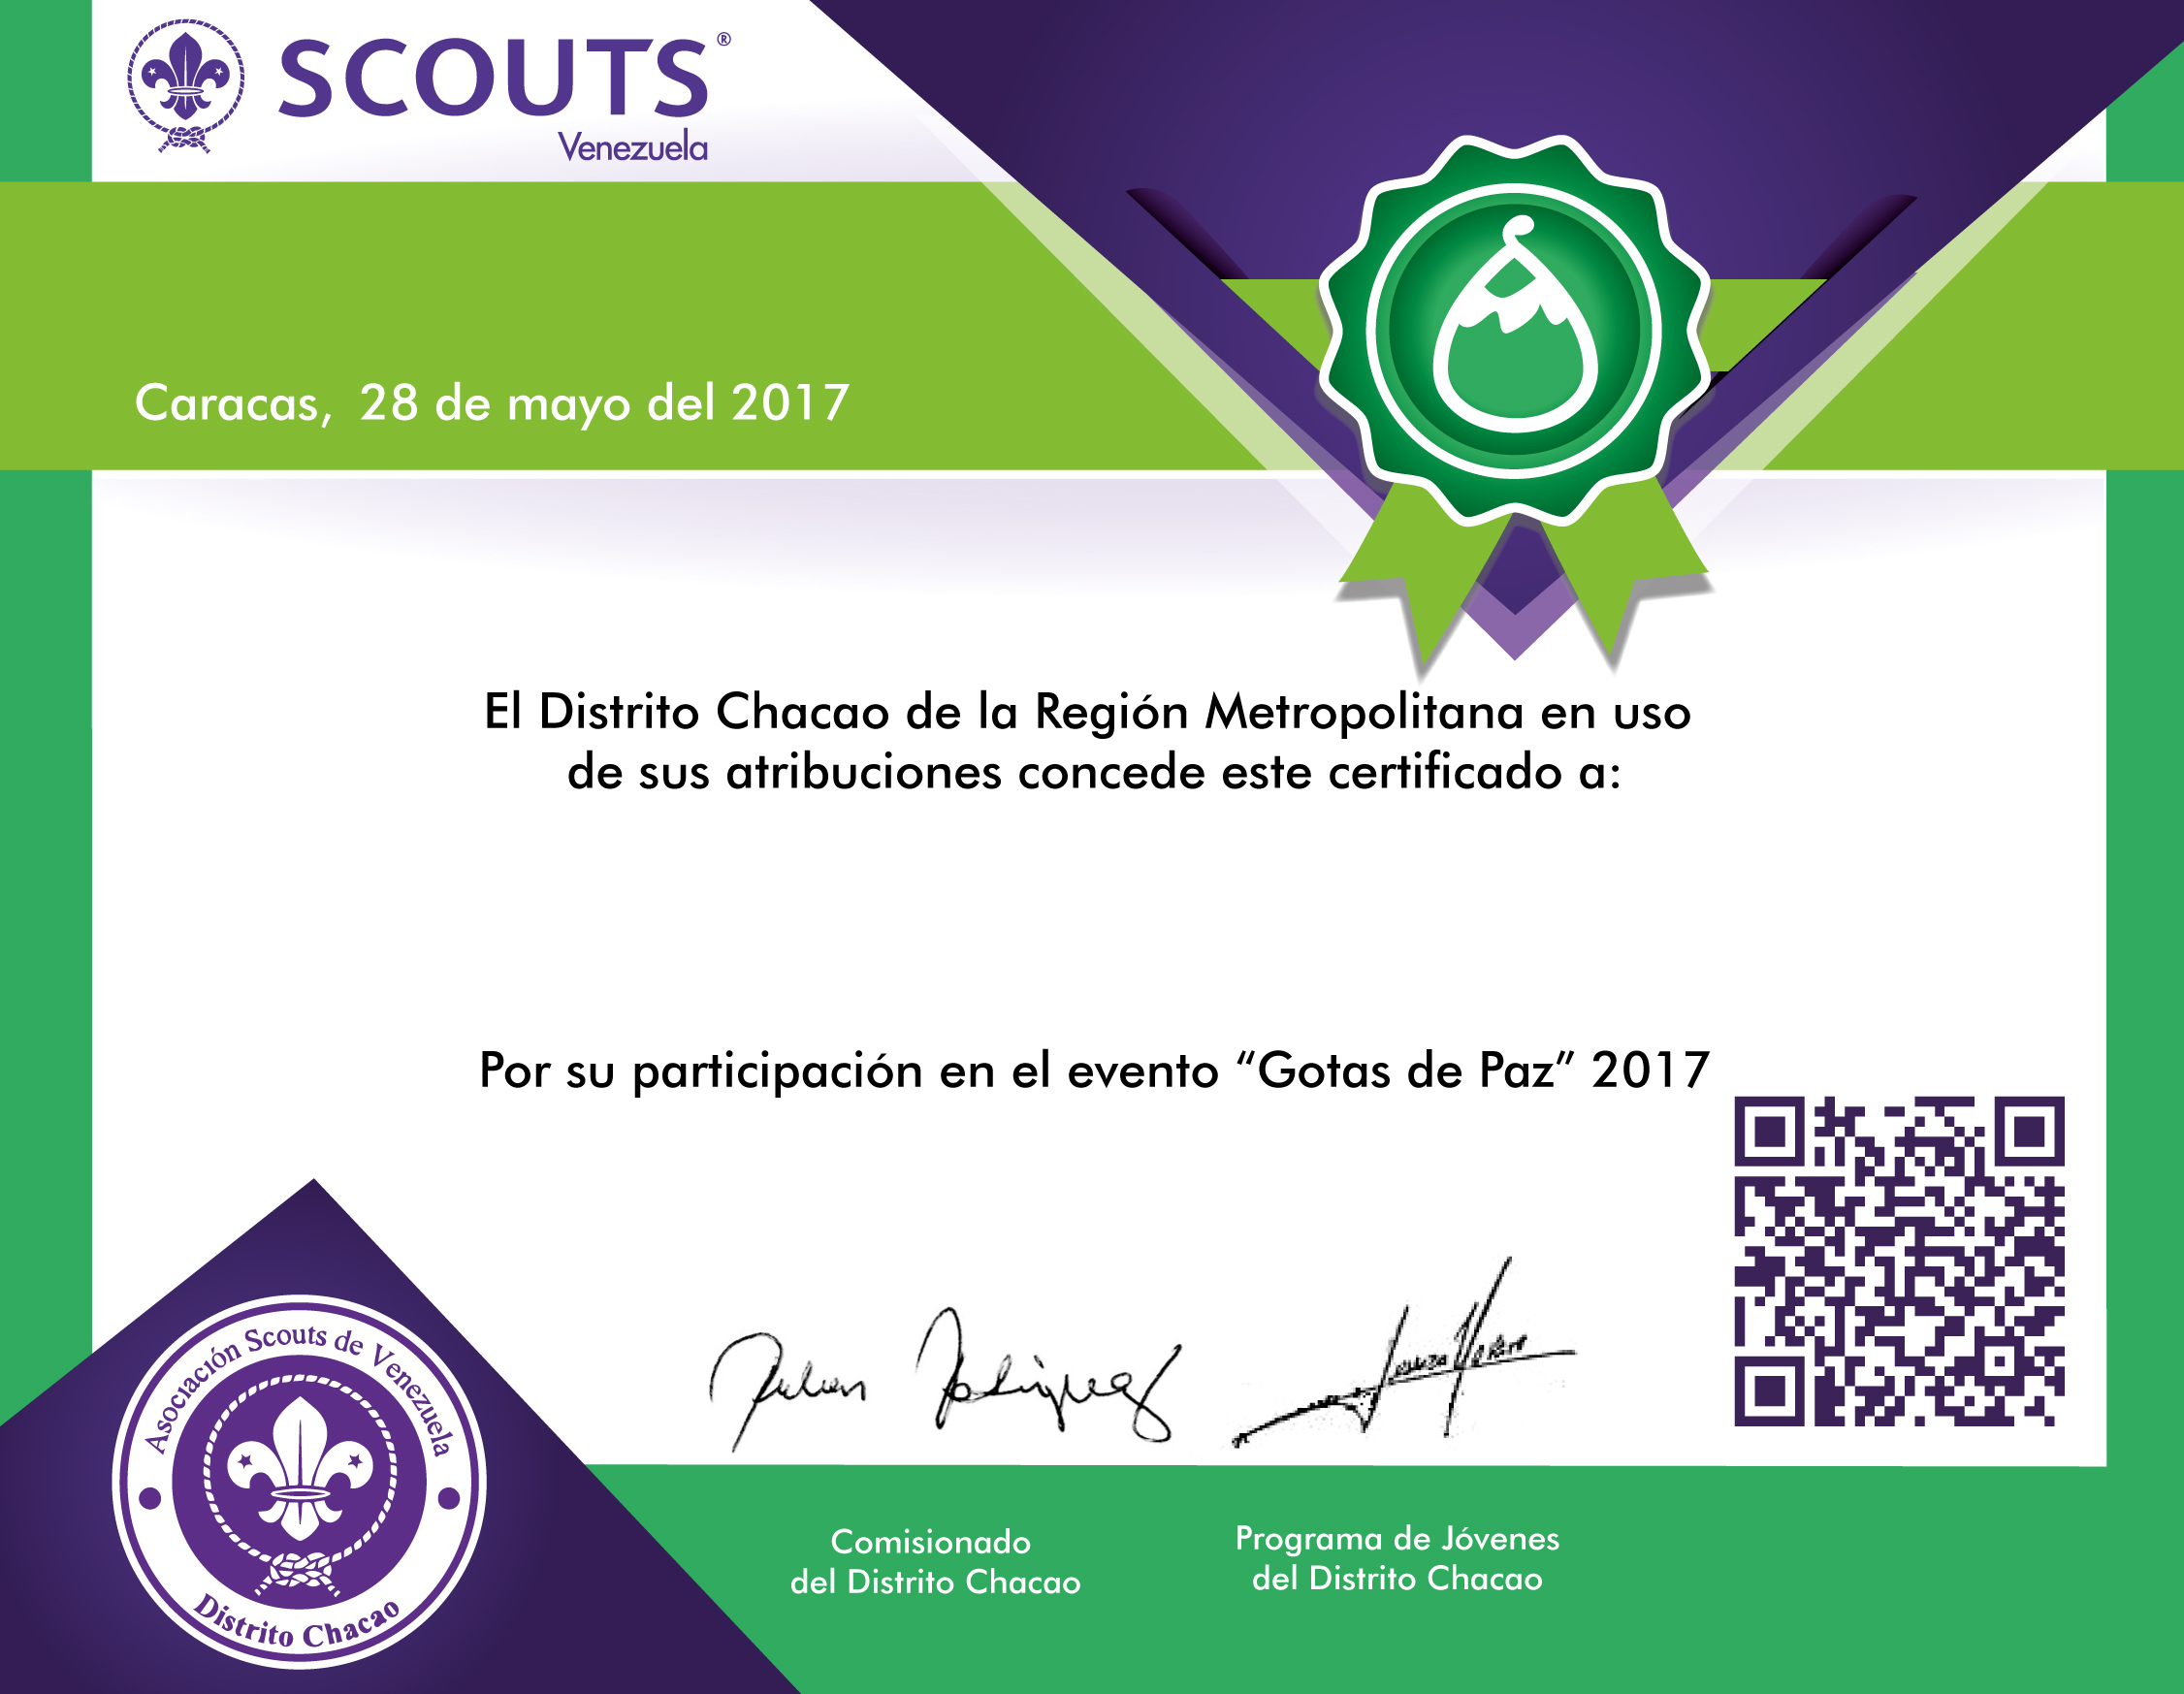 SCOUTS®
Venezuela
Caracas, 28 de mayo del 2017
El Distrito Chacao de la Región Metropolitana en uso
de sus atribuciones concede este certificado a:
Por su participación en el evento “Gotas de Paz” 2017
Asociación Scouts de Venezuela
Distrito Chacao
Comisionado
del Distrito Chacao
Programa de Jóvenes
del Distrito Chacao